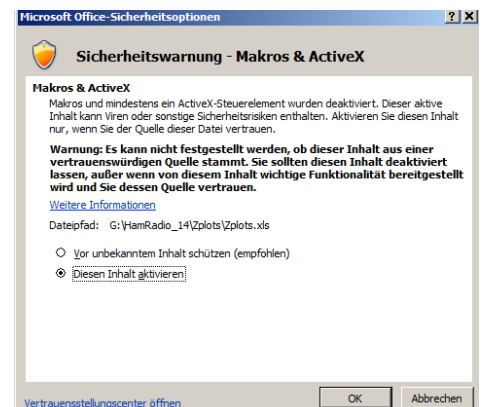 Microsoft Office-Sicherheitsoptionen
Sicherheitswarnung - Makros & ActiveX
Makros & ActiveX
Makros und mindestens ein ActiveX-Steuerelement wurden deaktiviert. Dieser aktive
Inhalt kann Viren oder sonstige Sicherheitsrisiken enthalten. Aktivieren Sie diesen Inhalt
nur, wenn Sie der Quelle dieser Datei vertrauen.
Warnung: Es kann nicht festgestellt werden, ob dieser Inhalt aus einer
vertrauenswürdigen Quelle stammt. Sie sollten diesen Inhalt deaktiviert
lassen, außer wenn von diesem Inhalt wichtige Funktionalität bereitgestellt
wird und Sie dessen Quelle vertrauen.
Weitere Informationen
Dateipfad: G:\HamRadio_14\Zplots\Zplots.xls
Vor unbekanntem Inhalt schützen (empfohlen)
Diesen Inhalt aktivieren
Vertrauensstellungscenter öffnen
OK
Abbrechen